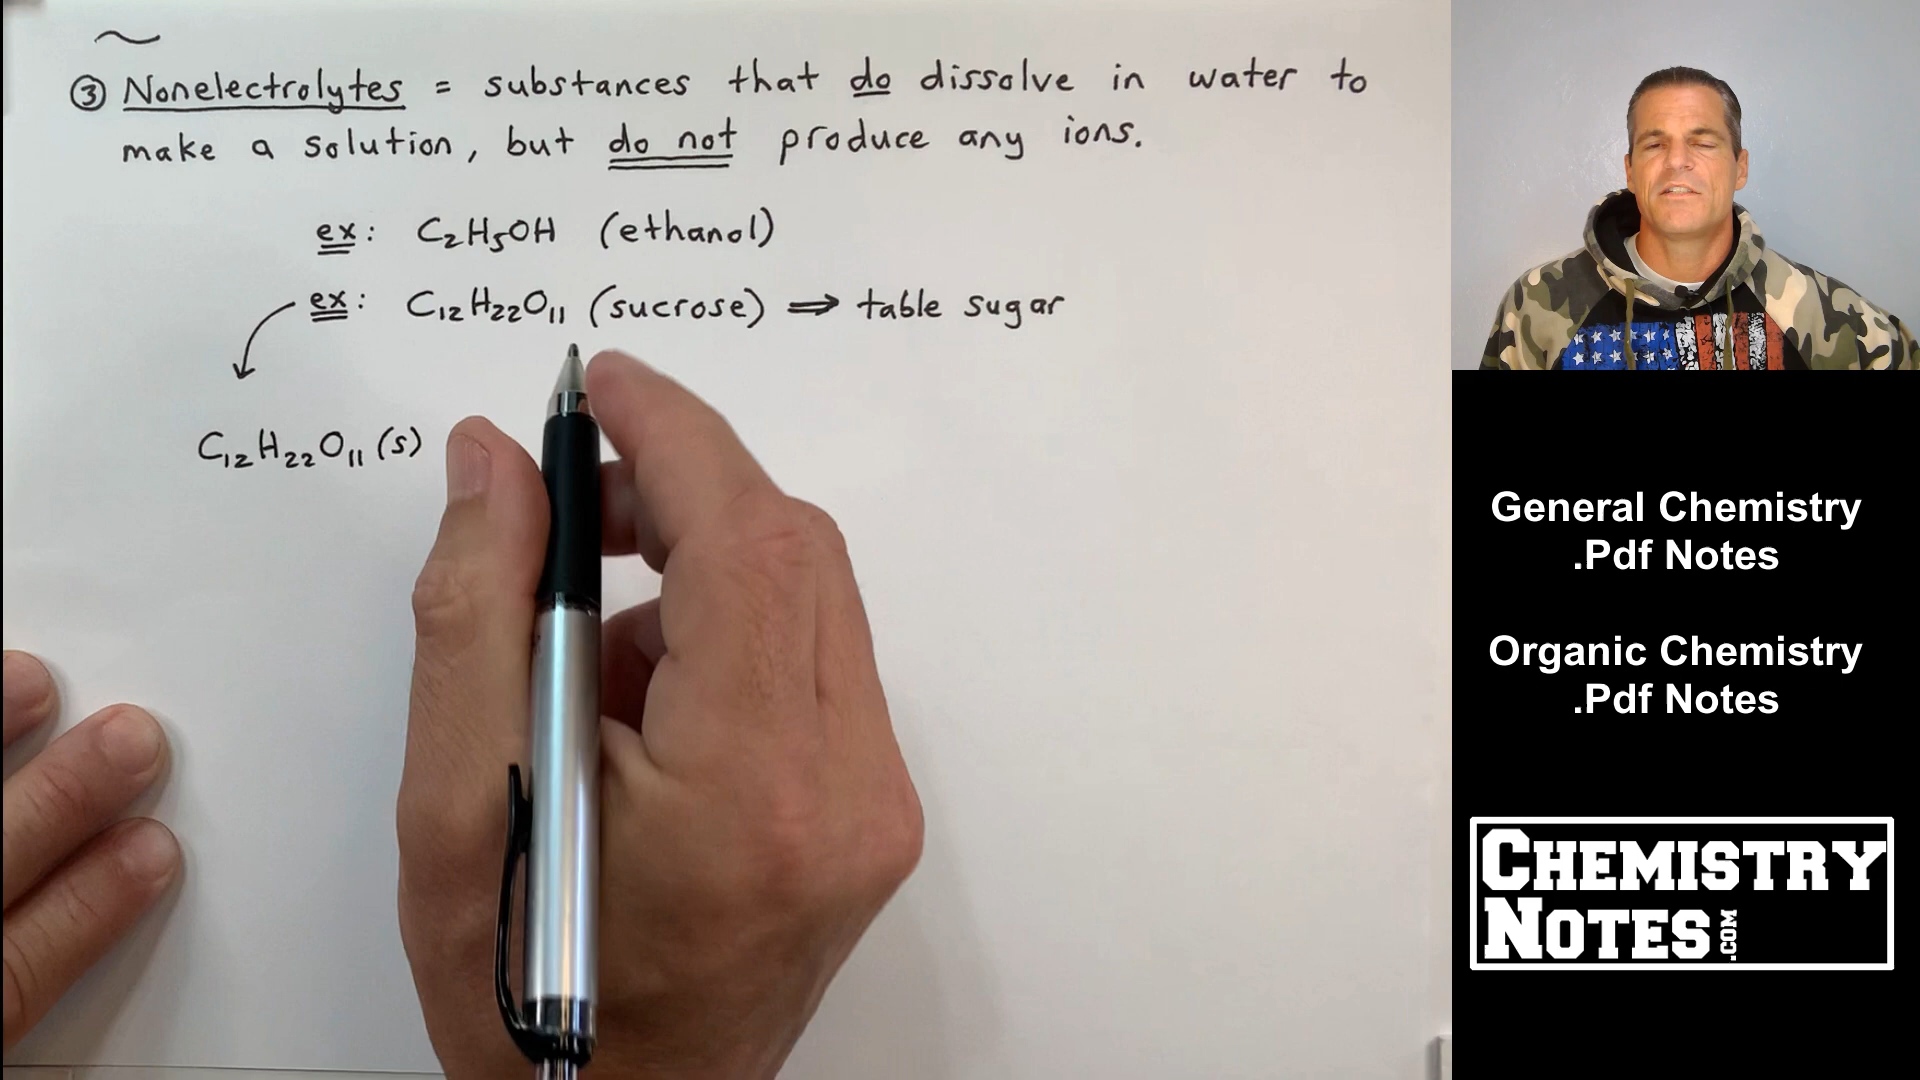 ③ Nonelectrolytes = substances that do dissolve in water to
make a solution, but do not produce any ions.
ex: C₂H₅OH (ethanol)
ex: C₁₂H₂₂O₁₁ (sucrose) ⇒ table sugar
C₁₂H₂₂O₁₁ (s)
General Chemistry
.Pdf Notes
Organic Chemistry
.Pdf Notes
CHEMISTRY
NOTES.COM